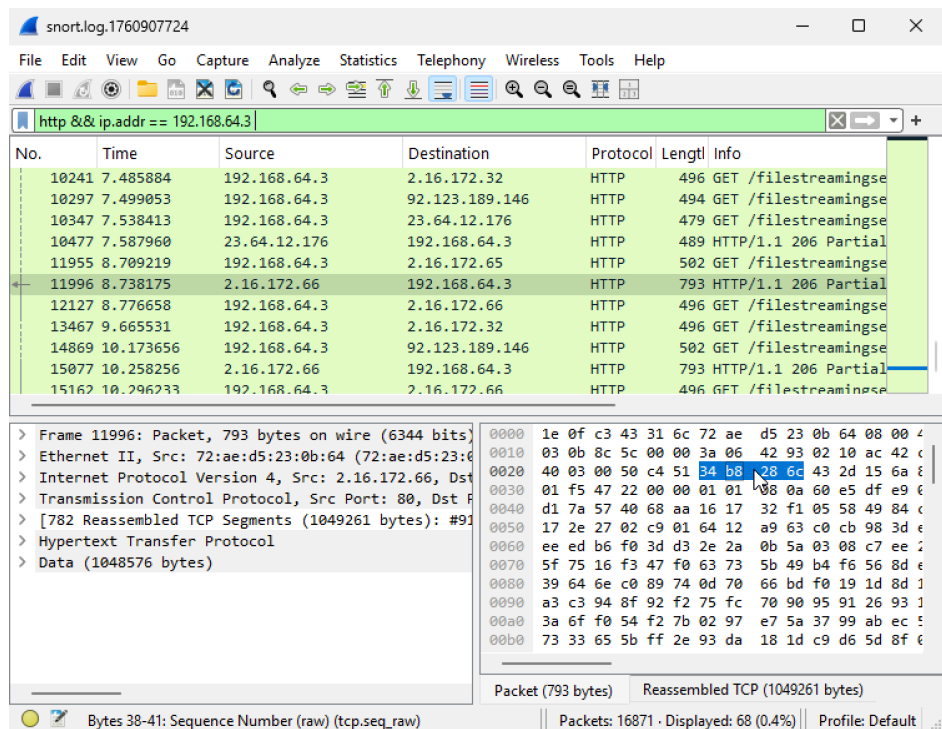 snort.log.1760907724
File Edit View Go Capture Analyze Statistics Telephony Wireless Tools Help
http && ip.addr == 192.168.64.3
No. Time Source Destination Protocol Lengtl Info
10241 7.485884 192.168.64.3 2.16.172.32 HTTP 496 GET /filestreamingse
10297 7.499053 192.168.64.3 92.123.189.146 HTTP 494 GET /filestreamingse
10347 7.538413 192.168.64.3 23.64.12.176 HTTP 479 GET /filestreamingse
10477 7.587960 23.64.12.176 192.168.64.3 HTTP 489 HTTP/1.1 206 Partial
11955 8.709219 192.168.64.3 2.16.172.65 HTTP 502 GET /filestreamingse
11996 8.738175 2.16.172.66 192.168.64.3 HTTP 793 HTTP/1.1 206 Partial
12127 8.776658 192.168.64.3 2.16.172.66 HTTP 496 GET /filestreamingse
13467 9.665531 192.168.64.3 2.16.172.32 HTTP 496 GET /filestreamingse
14869 10.173656 192.168.64.3 92.123.189.146 HTTP 502 GET /filestreamingse
15077 10.258256 2.16.172.66 192.168.64.3 HTTP 793 HTTP/1.1 206 Partial
15162 10.296233 192.168.64.3 2.16.172.66 HTTP 496 GET /filestreamingse
Frame 11996: Packet, 793 bytes on wire (6344 bits)
Ethernet II, Src: 72:ae:d5:23:0b:64 (72:ae:d5:23:0
Internet Protocol Version 4, Src: 2.16.172.66, Dst
Transmission Control Protocol, Src Port: 80, Dst P
[782 Reassembled TCP Segments (1049261 bytes): #91
Hypertext Transfer Protocol
Data (1048576 bytes)
0000 1e 0f c3 43 31 6c 72 ae d5 23 0b 64 08 00 4
0010 03 0b 8c 5c 00 00 3a 06 42 93 02 10 ac 42
0020 40 03 00 50 c4 51 34 b8 28 6c 43 2d 15 6a 8
0030 01 f5 47 22 00 00 01 01 08 0a 60 e5 df e9
0040 d1 7a 57 40 68 aa 16 17 32 f1 05 58 49 84
0050 17 2e 27 02 c9 01 64 12 a9 63 c0 cb 98 3d
0060 ee ed b6 f0 3d d3 2e 2a 0b 5a 03 08 c7 ee 2
0070 5f 75 16 f3 47 f0 63 73 5b 49 b4 f6 56 8d
0080 39 64 6e c0 89 74 0d 70 66 bd f0 19 1d 8d 1
0090 a3 c3 94 8f 92 f2 75 fc 70 90 95 91 26 93 1
00a0 3a 6f f0 54 f2 7b 02 97 e7 5a 37 99 ab ec 5
00b0 73 33 65 5b ff 2e 93 da 18 1d c9 d6 5d 8f
Packet (793 bytes) Reassembled TCP (1049261 bytes)
Bytes 38-41: Sequence Number (raw) (tcp.seq_raw) Packets: 16871 · Displayed: 68 (0.4%) Profile: Default